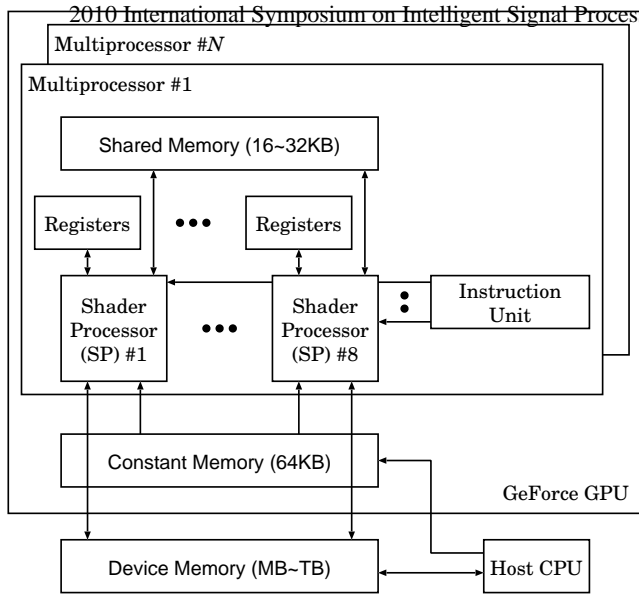 2010 International Symposium on Intelligent Signal Proces
Multiprocessor #N
Multiprocessor #1
Shared Memory (16~32KB)
Registers
Registers
Shader
Processor
(SP) #1
Shader
Processor
(SP) #8
Instruction
Unit
Constant Memory (64KB)
GeForce GPU
Device Memory (MB~TB)
Host CPU